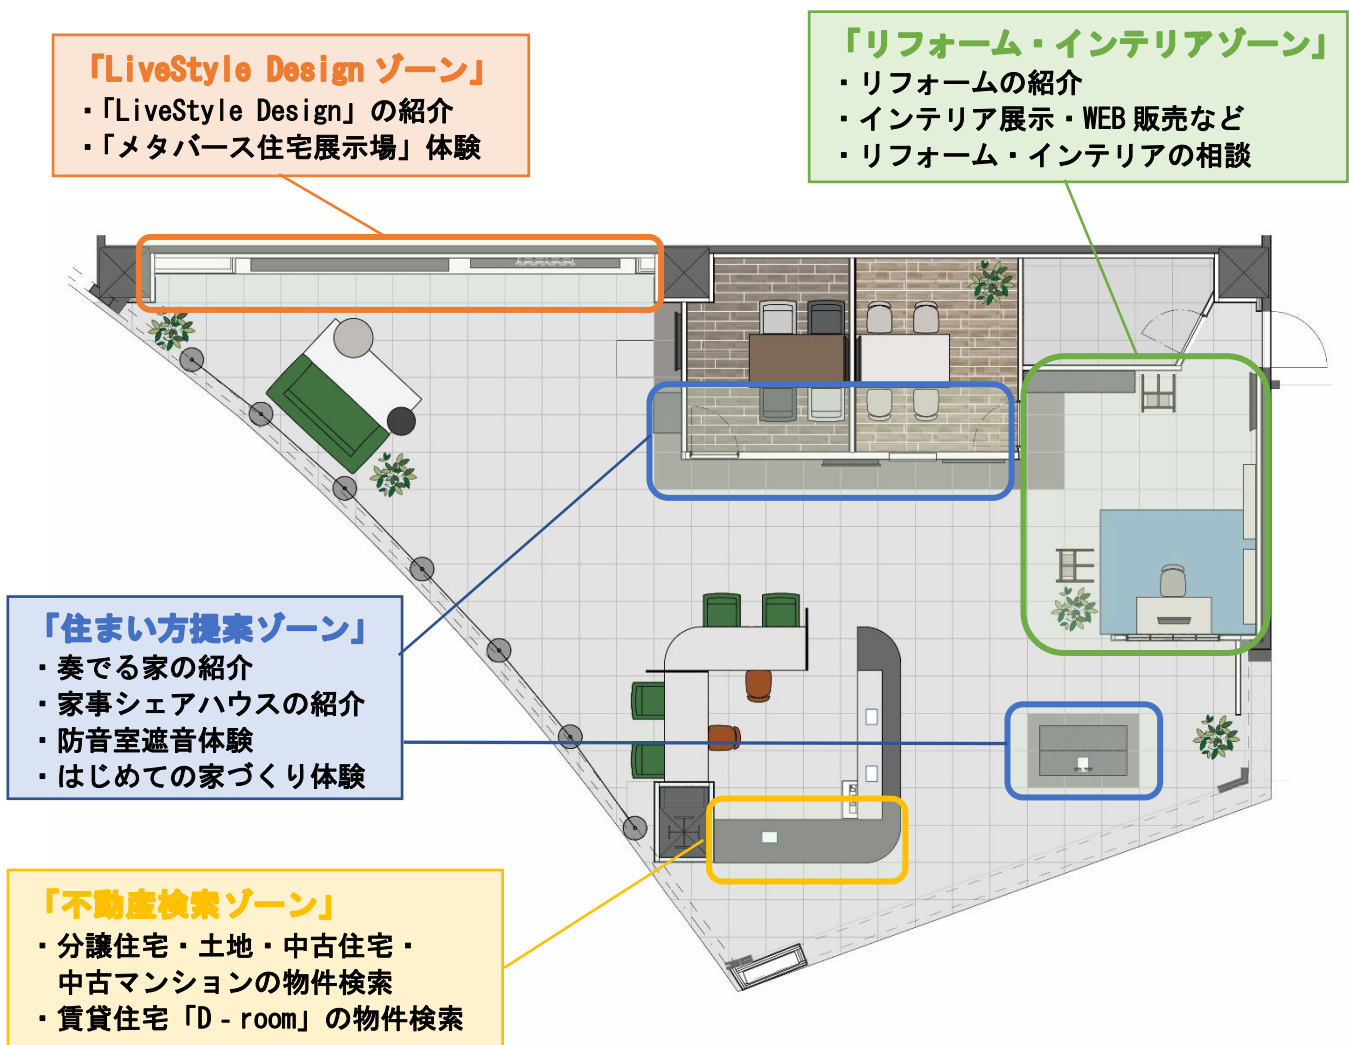 「LiveStyle Design ゾーン」
・「LiveStyle Design」の紹介
・「メタバース住宅展示場」体験
「リフォーム・インテリアゾーン」
・リフォームの紹介
・インテリア展示・WEB 販売など
・リフォーム・インテリアの相談
「住まい方提案ゾーン」
・奏でる家の紹介
・家事シェアハウスの紹介
・防音室遮音体験
・はじめての家づくり体験
「不動産検索ゾーン」
・分譲住宅・土地・中古住宅・
中古マンションの物件検索
・賃貸住宅「D‐room」の物件検索